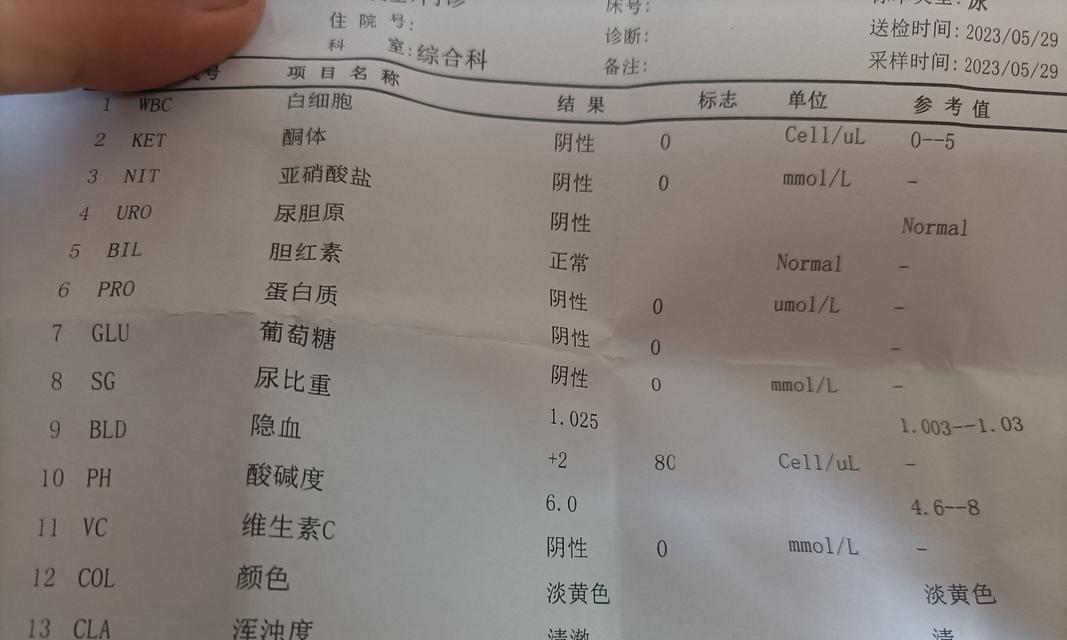 住 院 号:
科 室: 综合科
床号:
诊断:
备注:
尿
送检时间: 2023/05/29
采样时间: 2023/05/29
号 项 目 名 称 结 果 标志 单位 参 考 值
1 WBC 白细胞 阴性 0 Cell/uL 0--5
2 KET 酮体 阴性 0 mmol/L -
3 NIT 亚硝酸盐 阴性 Normal
4 URO 尿胆原 正常 Normal -
5 BIL 胆红素 阴性 0 umol/L -
6 PRO 蛋白质 阴性 0 -
7 GLU 葡萄糖 阴性 0 mmol/L -
8 SG 尿比重 1.025 1.003--1.03
9 BLD 隐血 +2 80 Cell/uL -
10 PH 酸碱度 6.0 4.6--8
11 VC 维生素C 阴性 0 mmol/L -
12 COL 颜色 淡黄色 淡黄色
13 CLA 浑浊度 清澈 清